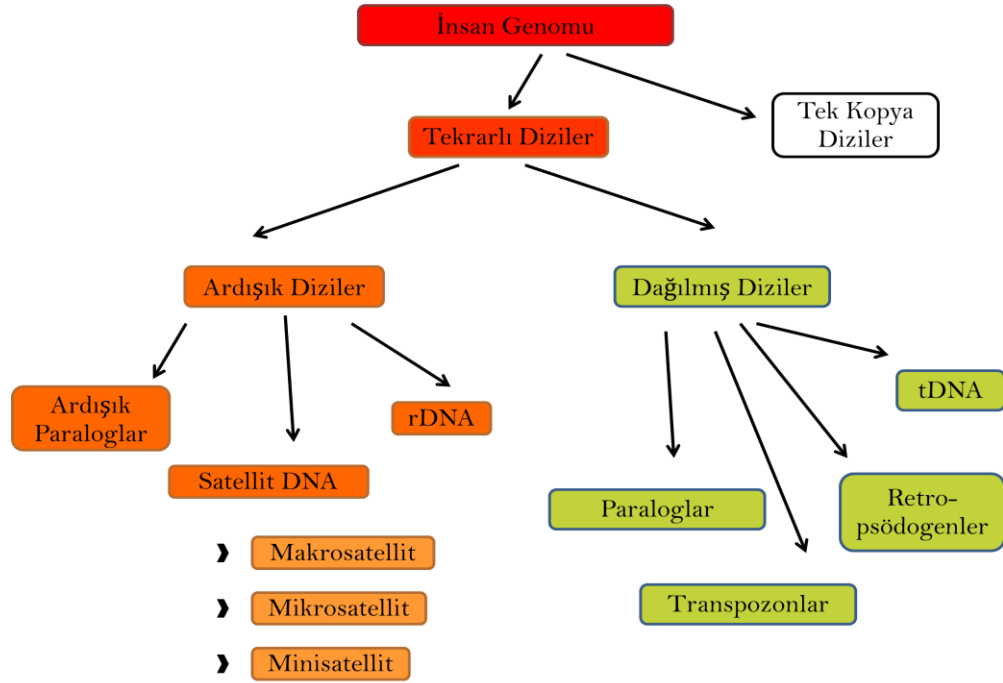 İnsan Genomu
Tek Kopya
Diziler
Tekrarlı Diziler
Ardışık Diziler
Dağılmış Diziler
Ardışık
Paraloglar
rDNA
tDNA
Satellit DNA
Paraloglar
Retro-
psödogenler
Makrosatellit
Mikrosatellit
Transpozonlar
Minisatellit